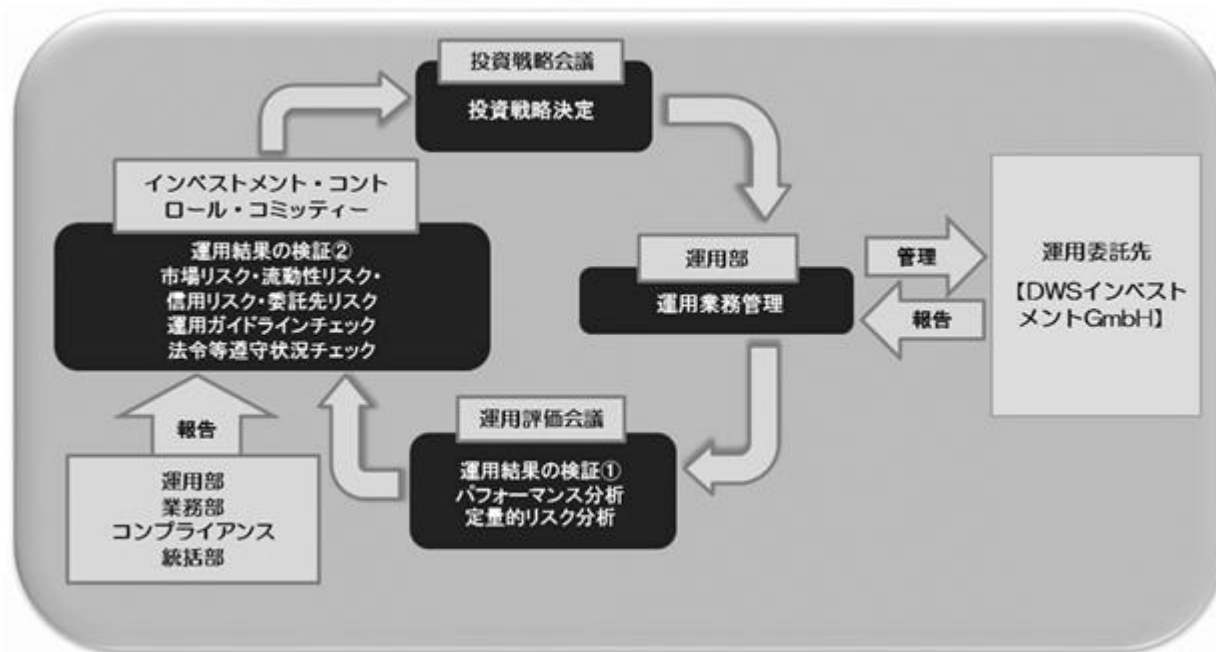 投資戦略会議
投資戦略決定
インベストメント・コント
ロール・コミッティー
運用結果の検証②
市場リスク・流動性リスク・
信用リスク・委託先リスク
運用ガイドラインチェック
法令等遵守状況チェック
運用部
運用業務管理
管理
報告
運用委託先
【DWSインベスト
メントGmbH】
運用評価会議
運用結果の検証①
パフォーマンス分析
定量的リスク分析
報告
運用部
業務部
コンプライアンス
統括部